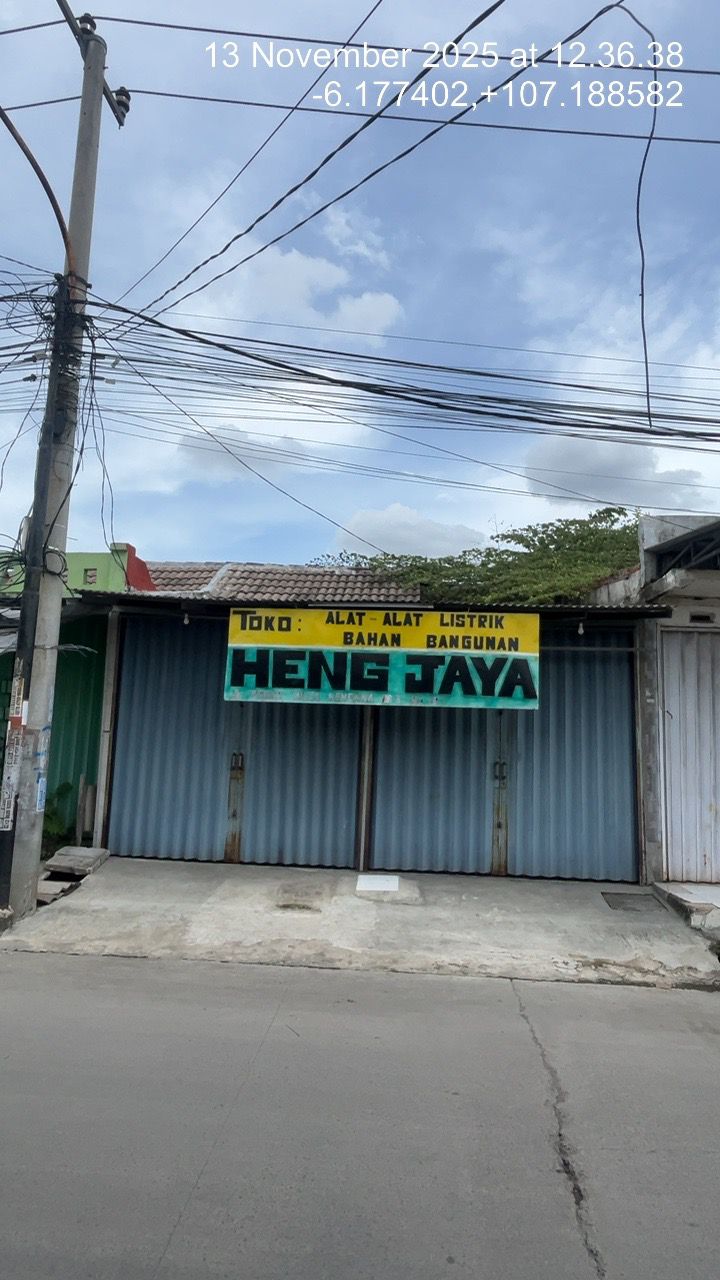 13 November 2025 at 12.36.38
-6.177402,+107.188582
TOKO: ALAT-ALAT LISTRIK
BAHAN BANGUNAN
HENG JAYA